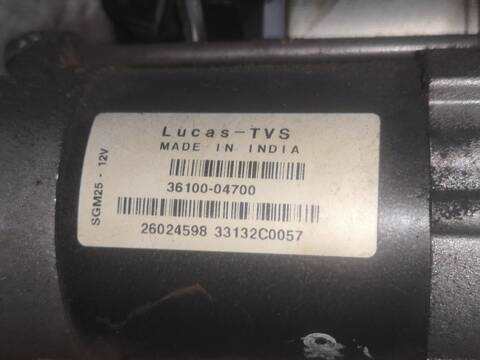 Lucas-TVS
MADE IN INDIA
36100-04700
26024598 33132C0057
SGM25 - 12V